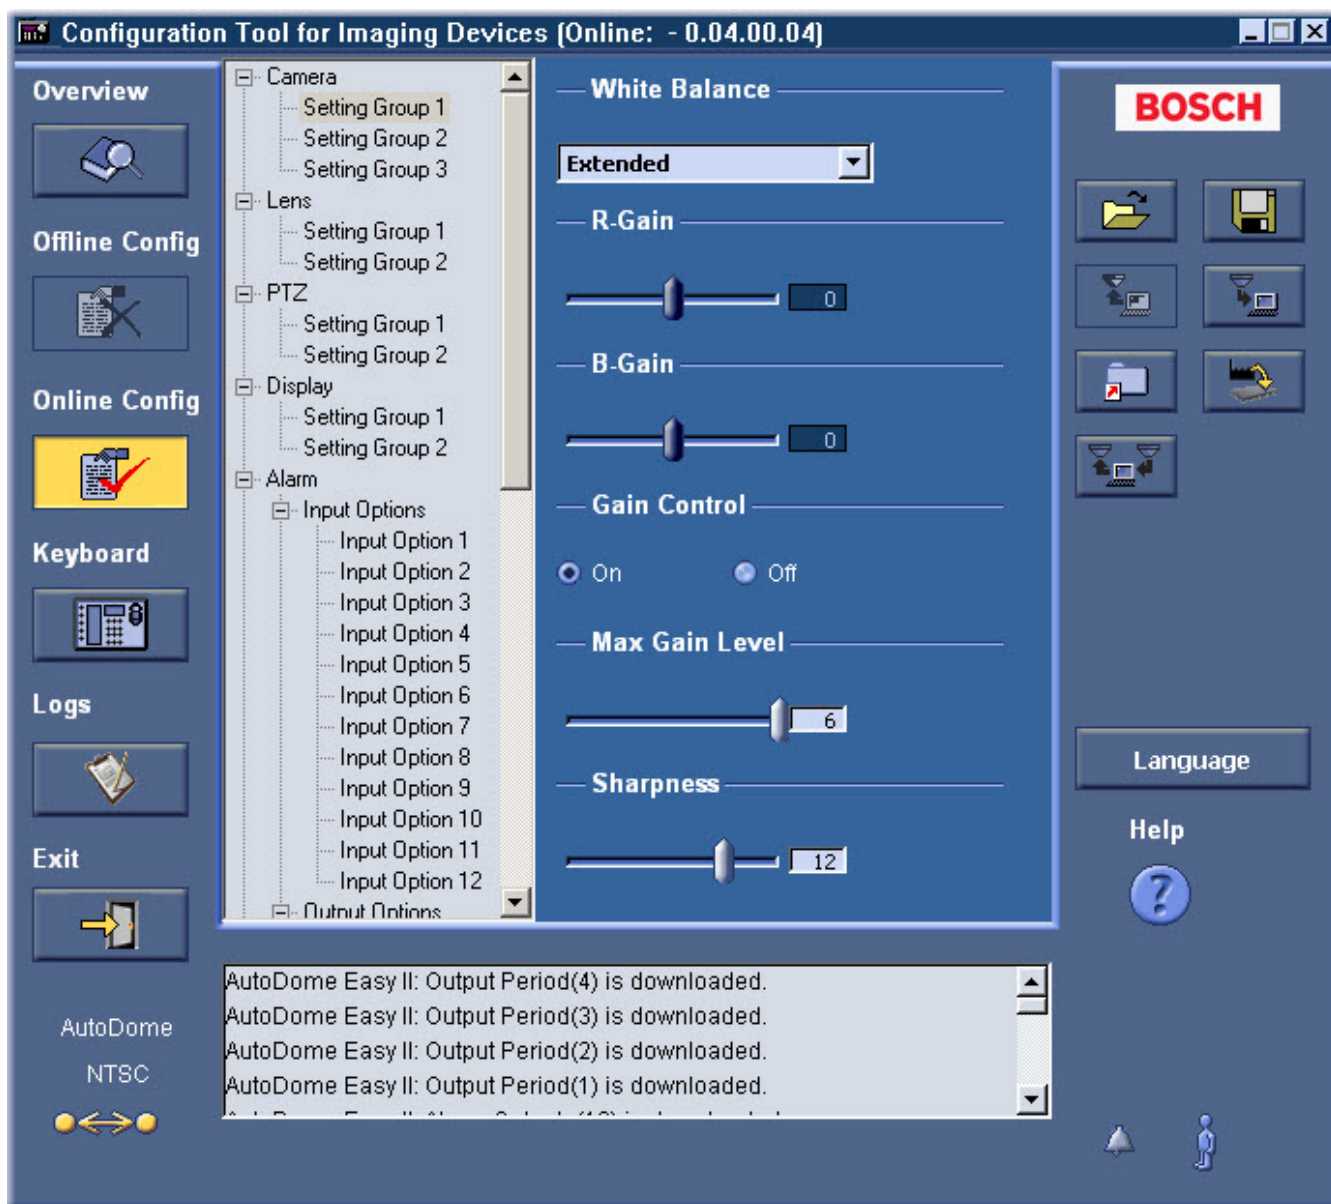 Configuration Tool for Imaging Devices (Online:  - 0.04.00.04)
Overview
Offline Config
Online Config
Keyboard
Logs
Exit
AutoDome
NTSC
Camera
Setting Group 1
Setting Group 2
Setting Group 3
Lens
Setting Group 1
Setting Group 2
PTZ
Setting Group 1
Setting Group 2
Display
Setting Group 1
Setting Group 2
Alarm
Input Options
Input Option 1
Input Option 2
Input Option 3
Input Option 4
Input Option 5
Input Option 6
Input Option 7
Input Option 8
Input Option 9
Input Option 10
Input Option 11
Input Option 12
Output Options
White Balance
Extended
R-Gain
0
B-Gain
0
Gain Control
On Off
Max Gain Level
6
Sharpness
12
BOSCH
Language
Help
?
AutoDome Easy II: Output Period(4) is downloaded.
AutoDome Easy II: Output Period(3) is downloaded.
AutoDome Easy II: Output Period(2) is downloaded.
AutoDome Easy II: Output Period(1) is downloaded.